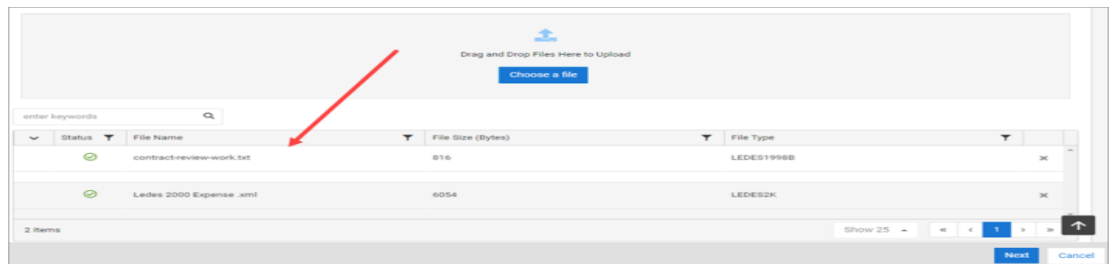 Drag and Drop Files Here to Upload
Choose a file
enter keywords
Status File Name File Size (Bytes) File Type
contract-review-work.txt 816 LEDES1998B
Ledes 2000 Expense .xml 6054 LEDES2K
2 items Show 25 « < 1 > »
Next Cancel